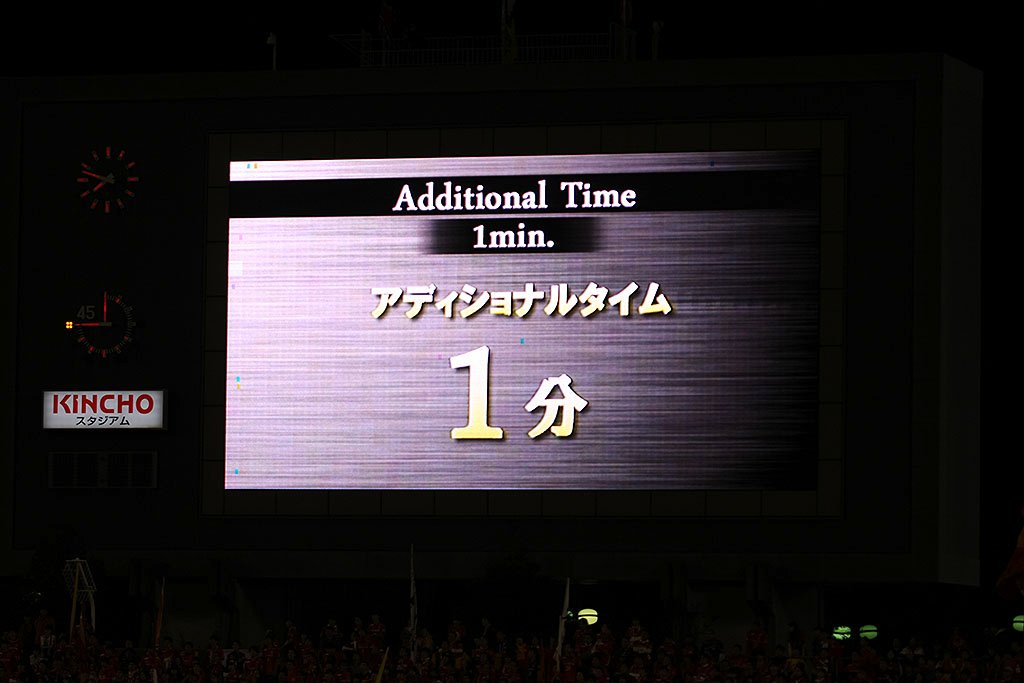 Additional Time
1min.
アディショナルタイム
1分
45
KINCHO
スタジアム